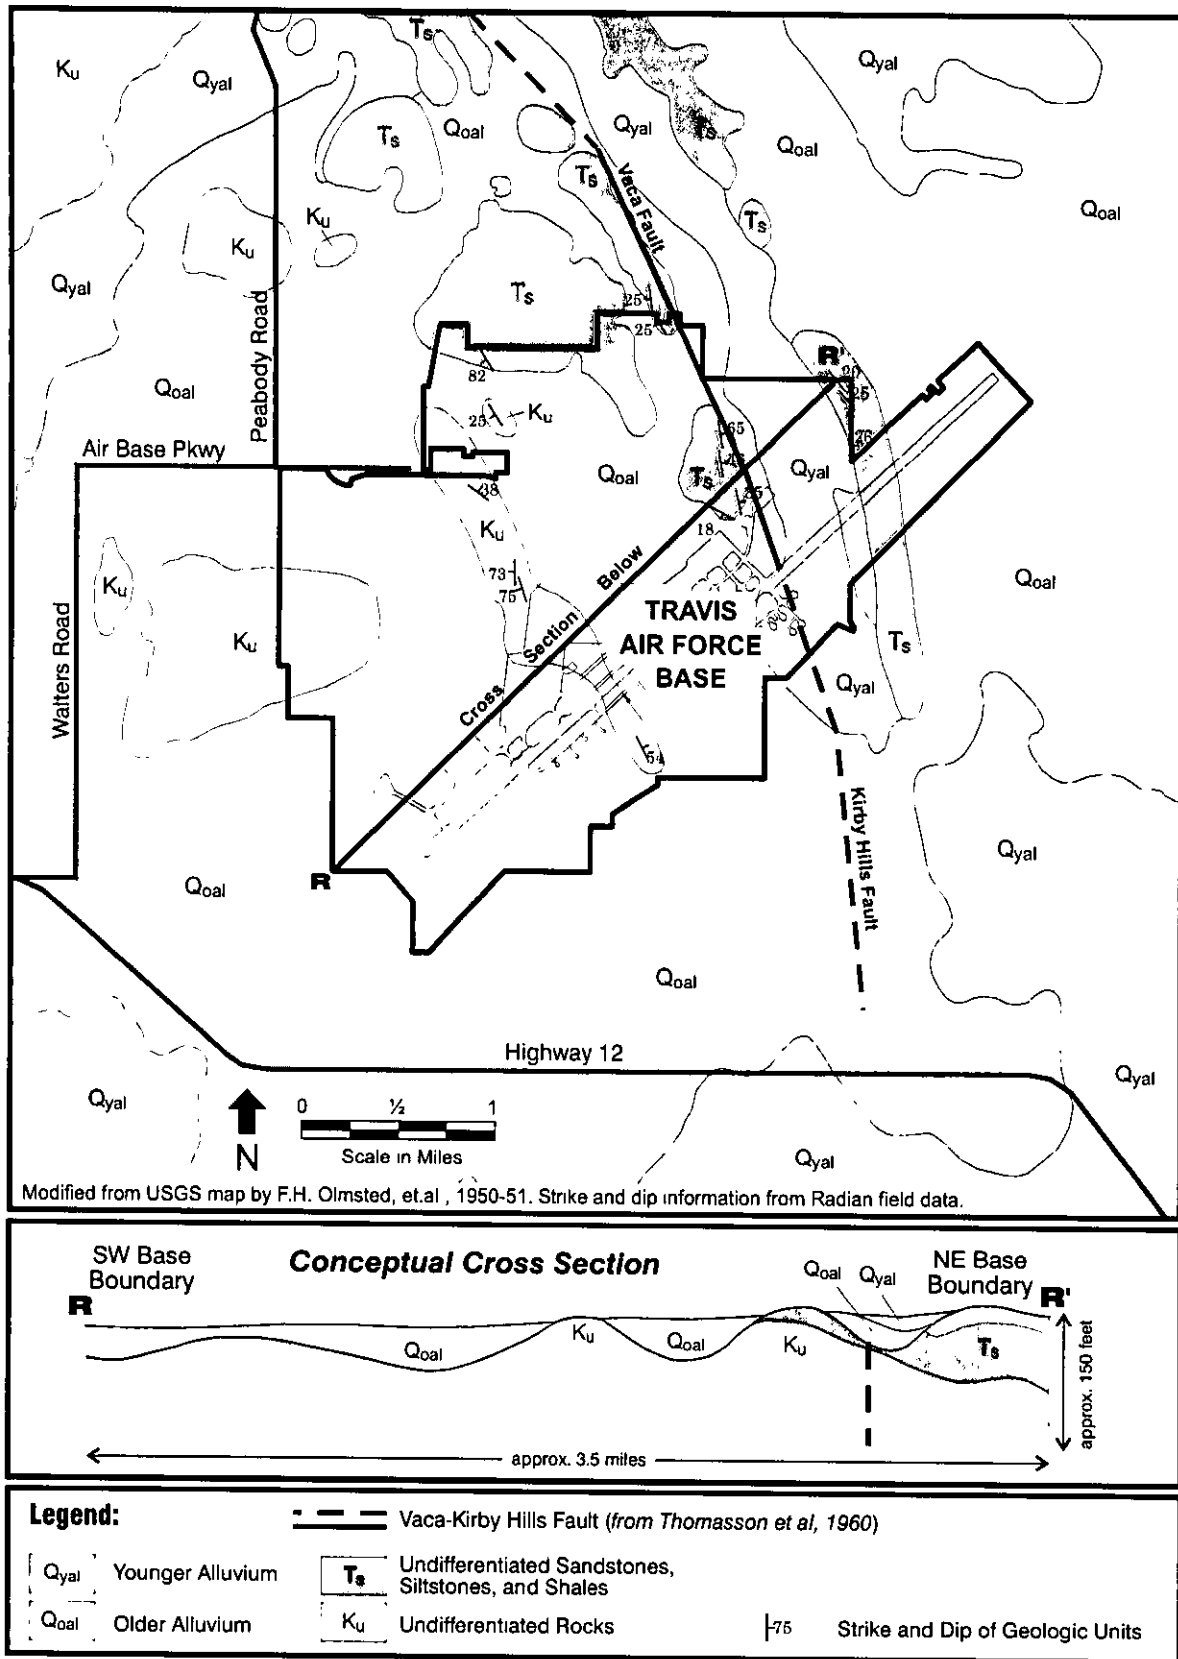 Ts
Ku
Qyal
Qyal
Ts
Qoal
Qyal
Ts
Qoal
Ts
Vaca Fault
Qoal
Ts
Ku
Ku
Qyal
Ts
25
25
Peabody Road
R'
20
25
82
Qoal
25
Ku
65
26
Air Base Pkwy
Qoal
Ts
Qyal
38
18
Ku
Below
Ku
73
75
Qoal
Walters Road
Ku
Section
TRAVIS
AIR FORCE
BASE
Ts
Cross
Qyal
54
Kirby Hills Fault
Qyal
R
Qoal
Qoal
Highway 12
Qyal
Qyal
0 ½ 1
N
Scale in Miles
Qyal
Modified from USGS map by F.H. Olmsted, et.al , 1950-51. Strike and dip information from Radian field data.
SW Base
Boundary
Conceptual Cross Section
Qoal
Qyal
NE Base
Boundary
R
R'
Ku
Qoal
Qoal
Ku
Ts
approx. 150 feet
approx. 3.5 miles
Legend:
Vaca-Kirby Hills Fault (from Thomasson et al, 1960)
Qyal Younger Alluvium
Ts Undifferentiated Sandstones,
Siltstones, and Shales
Qoal Older Alluvium
Ku Undifferentiated Rocks
75 Strike and Dip of Geologic Units